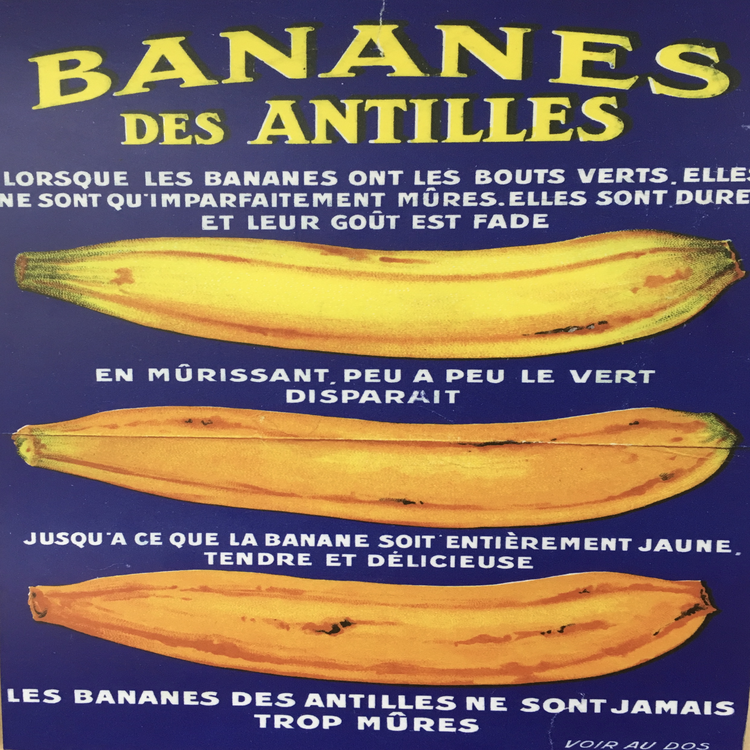 BANANES
DES ANTILLES
LORSQUE LES BANANES ONT LES BOUTS VERTS, ELLES
NE SONT QU'IMPARFAITEMENT MÛRES. ELLES SONT DURE
ET LEUR GOÛT EST FADE
EN MÛRISSANT, PEU A PEU LE VERT
DISPARAIT
JUSQU'A CE QUE LA BANANE SOIT ENTIÈREMENT JAUNE,
TENDRE ET DÉLICIEUSE
LES BANANES DES ANTILLES NE SONT JAMAIS
TROP MÛRES
VOIR AU DOS